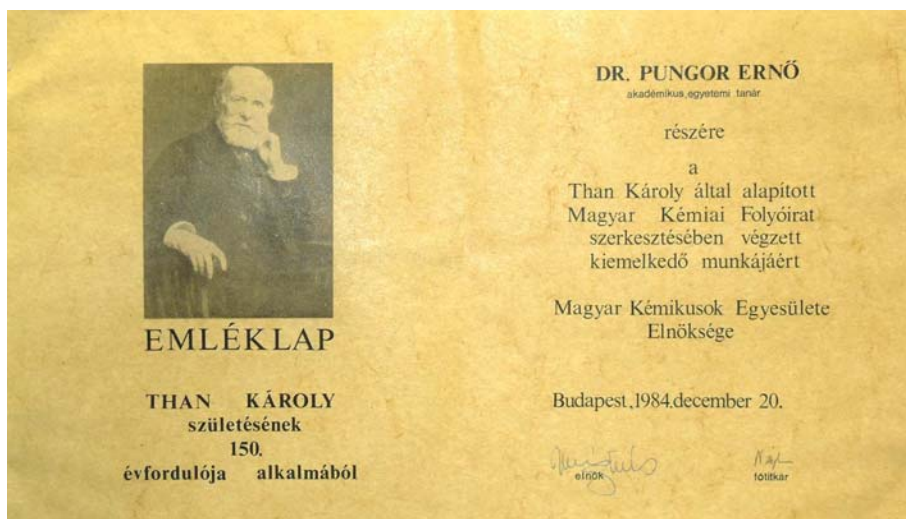 EMLÉKLAP
THAN KÁROLY
születésének
150.
évfordulója alkalmából
DR. PUNGOR ERNŐ
akadémikus, egyetemi tanár
részére
a
Than Károly által alapított
Magyar Kémiai Folyóirat
szerkesztésében végzett
kiemelkedő munkájáért
Magyar Kémikusok Egyesülete
Elnöksége
Budapest, 1984. december 20.
elnök
főtitkár